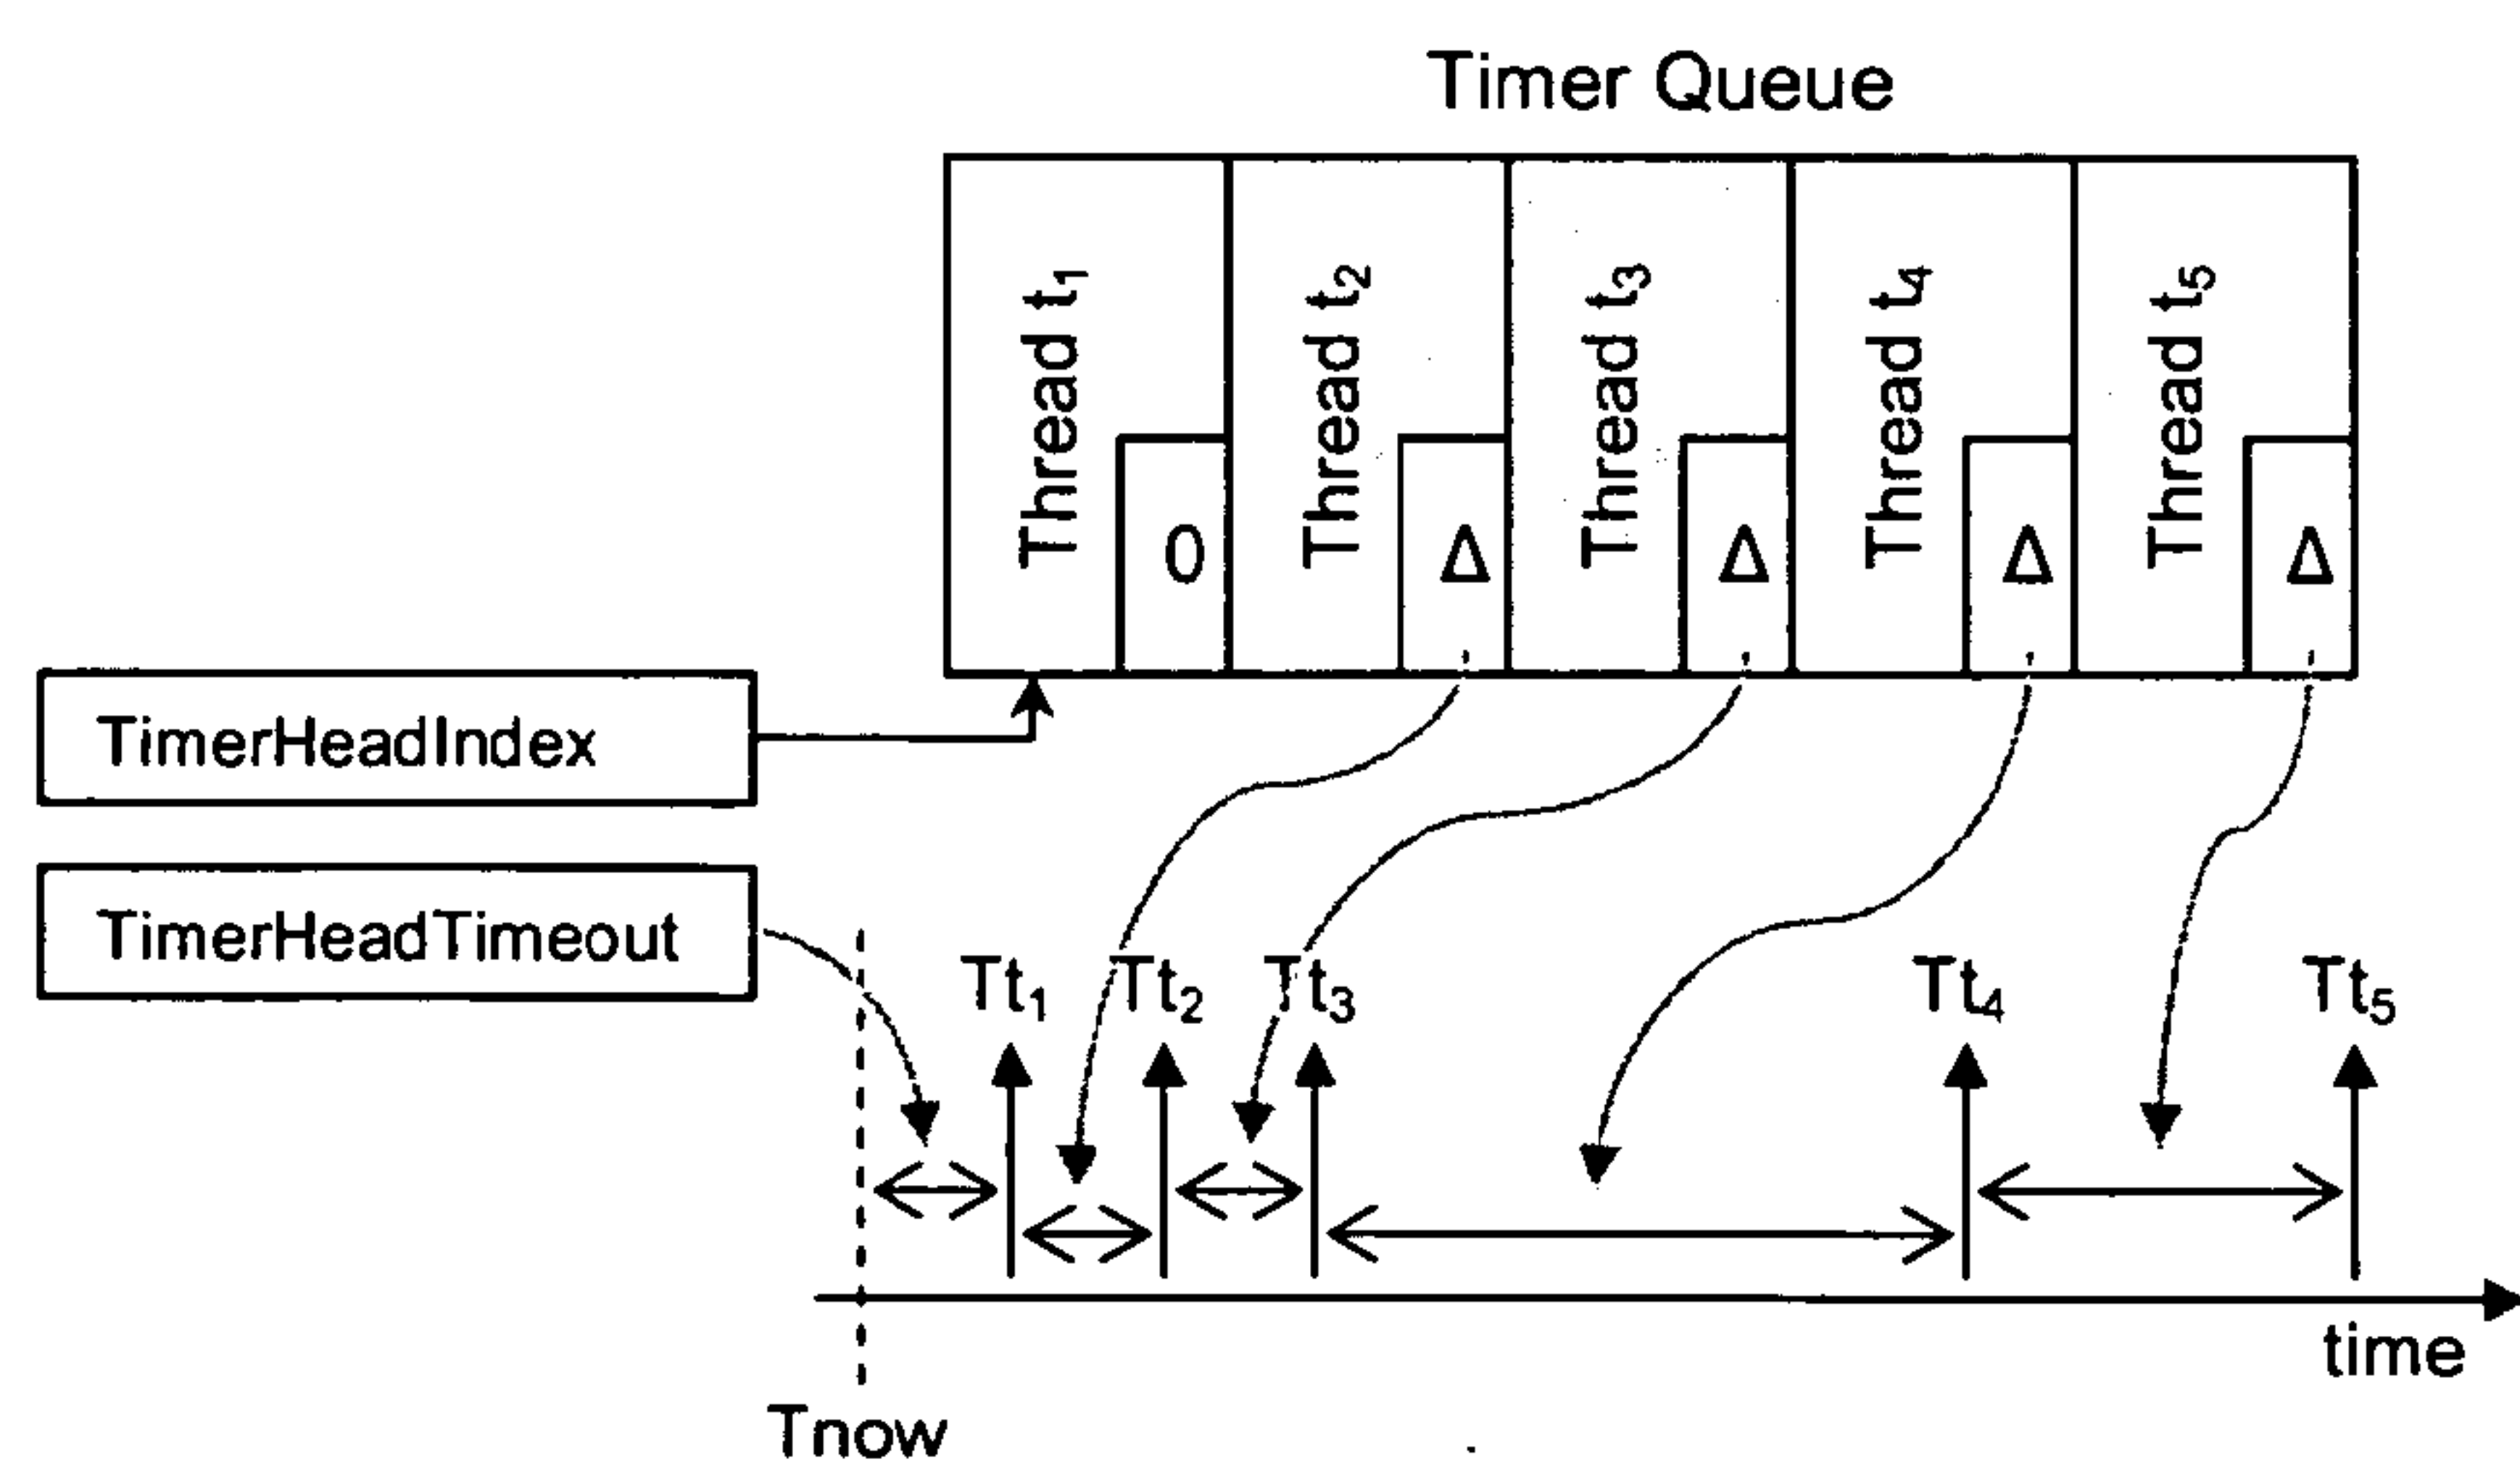 Timer Queue
Thread t₁
0
Thread t₂
Δ
Thread t₃
Δ
Thread t₄
Δ
Thread t₅
Δ
TimerHeadIndex
TimerHeadTimeout
Tt₁
Tt₂
Tt₃
Tt₄
Tt₅
time
Tnow